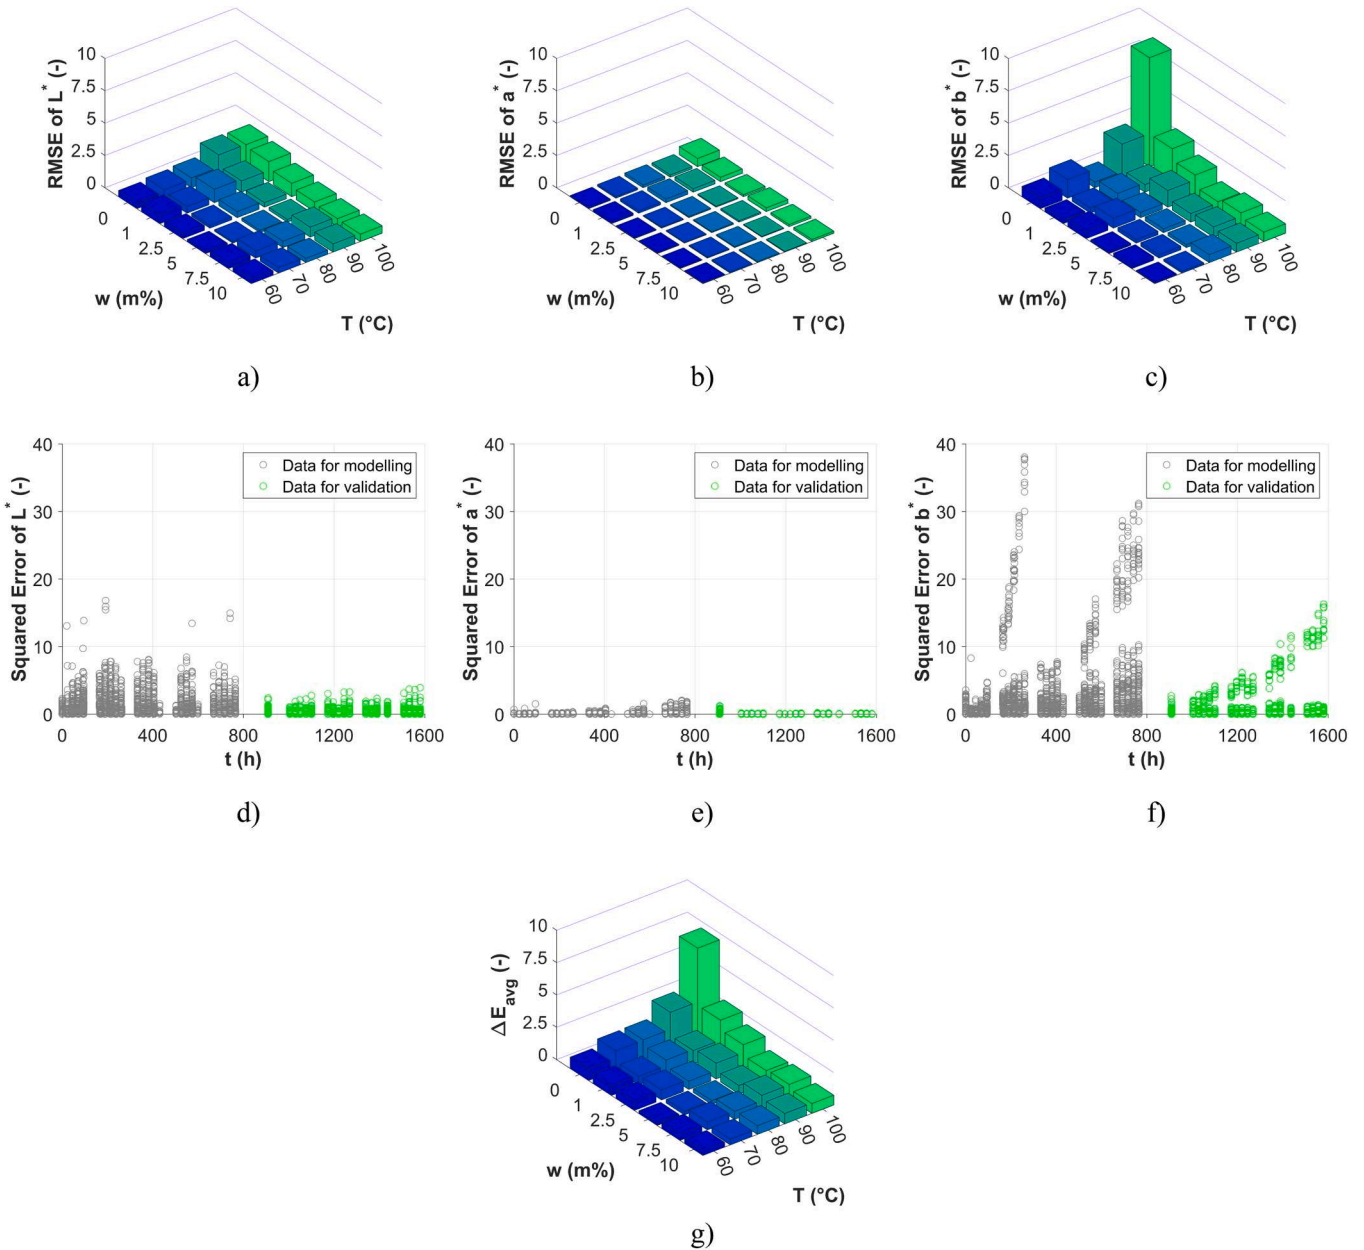 10
7.5
5
2.5
0
RMSE of L* (-)
0
1
2.5
5
7.5
10
w (m%)
60
70
80
90
100
T (°C)
a)
10
7.5
5
2.5
0
RMSE of a* (-)
0
1
2.5
5
7.5
10
w (m%)
60
70
80
90
100
T (°C)
b)
10
7.5
5
2.5
0
RMSE of b* (-)
0
1
2.5
5
7.5
10
w (m%)
60
70
80
90
100
T (°C)
c)
40
30
20
10
0
Squared Error of L* (-)
Data for modelling
Data for validation
0 400 800 1200 1600
t (h)
d)
40
30
20
10
0
Squared Error of a* (-)
Data for modelling
Data for validation
0 400 800 1200 1600
t (h)
e)
40
30
20
10
0
Squared Error of b* (-)
Data for modelling
Data for validation
0 400 800 1200 1600
t (h)
f)
10
7.5
5
2.5
0
ΔEavg (-)
0
1
2.5
5
7.5
10
w (m%)
60
70
80
90
100
T (°C)
g)